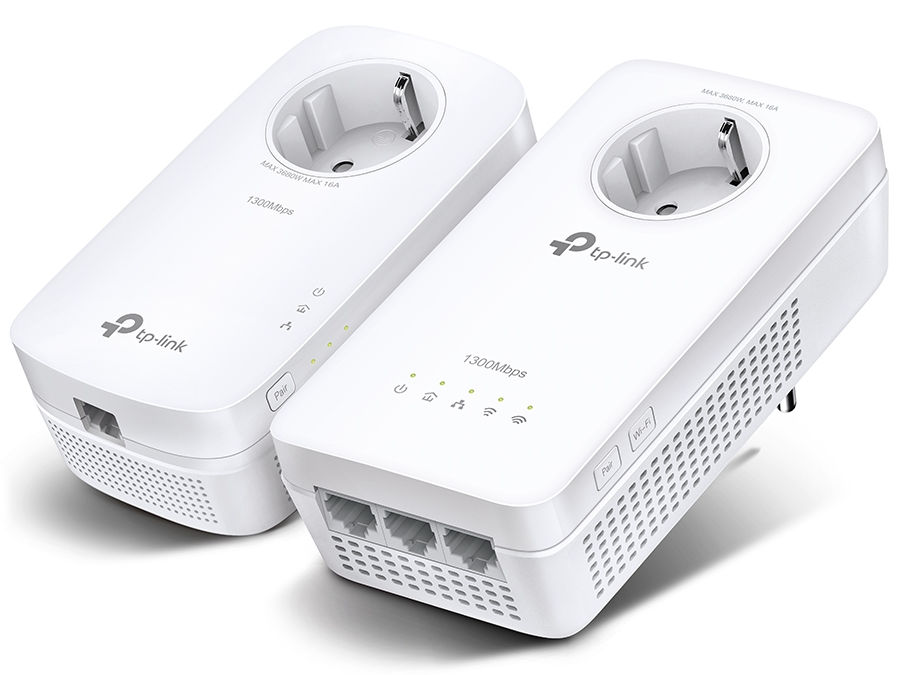 MAX 3680W MAX 16A
1300Mbps
tp-link
Pair
MAX 3680W, MAX 16A
tp-link
1300Mbps
Pair
Wi-Fi